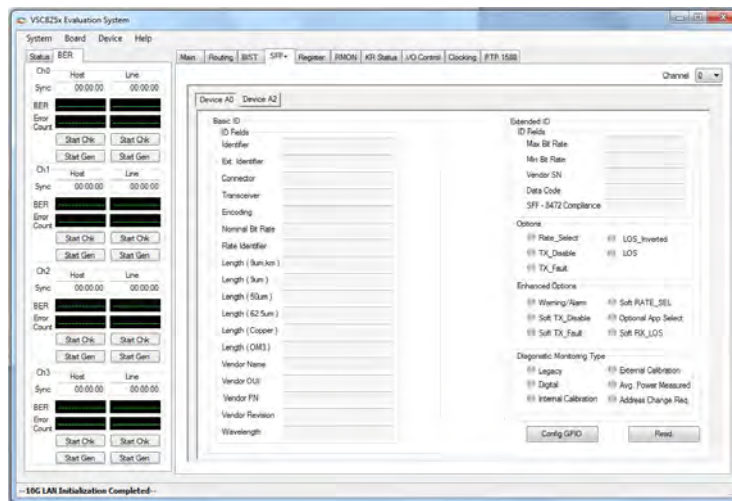 VSC825x Evaluation System
System Board Device Help
Status BER
Main Routing BIST SFP+ Register RMON KR Status I/O Control Clocking PTP 1588
Channel 0
Ch0
Host Line
Sync 00:00:00 00:00:00
BER
Error
Count
Start Chk Start Chk
Start Gen Start Gen
Ch1
Host Line
Sync 00:00:00 00:00:00
BER
Error
Count
Start Chk Start Chk
Start Gen Start Gen
Ch2
Host Line
Sync 00:00:00 00:00:00
BER
Error
Count
Start Chk Start Chk
Start Gen Start Gen
Ch3
Host Line
Sync 00:00:00 00:00:00
BER
Error
Count
Start Chk Start Chk
Start Gen Start Gen
Device A0 Device A2
Basic ID
ID Fields
Identifier
Ext. Identifier
Connector
Transceiver
Encoding
Nominal Bit Rate
Rate Identifier
Length ( 9um.km )
Length ( 9um )
Length ( 50um )
Length ( 62.5um )
Length ( Copper )
Length ( OM3 )
Vendor Name
Vendor OUI
Vendor PN
Vendor Revision
Wavelength
Extended ID
ID Fields
Max Bit Rate
Min Bit Rate
Vendor SN
Data Code
SFF - 8472 Compliance
Options
Rate_Select LOS_Inverted
TX_Disable LOS
TX_Fault
Enhanced Options
Warning/Alarm Soft RATE_SEL
Soft TX_Disable Optional App Select
Soft TX_Fault Soft RX_LOS
Diagonstic Monitoring Type
Legacy External Calibration
Digital Avg. Power Measured
Internal Calibration Address Change Req.
Config GPIO Read
--10G LAN Initialization Completed--